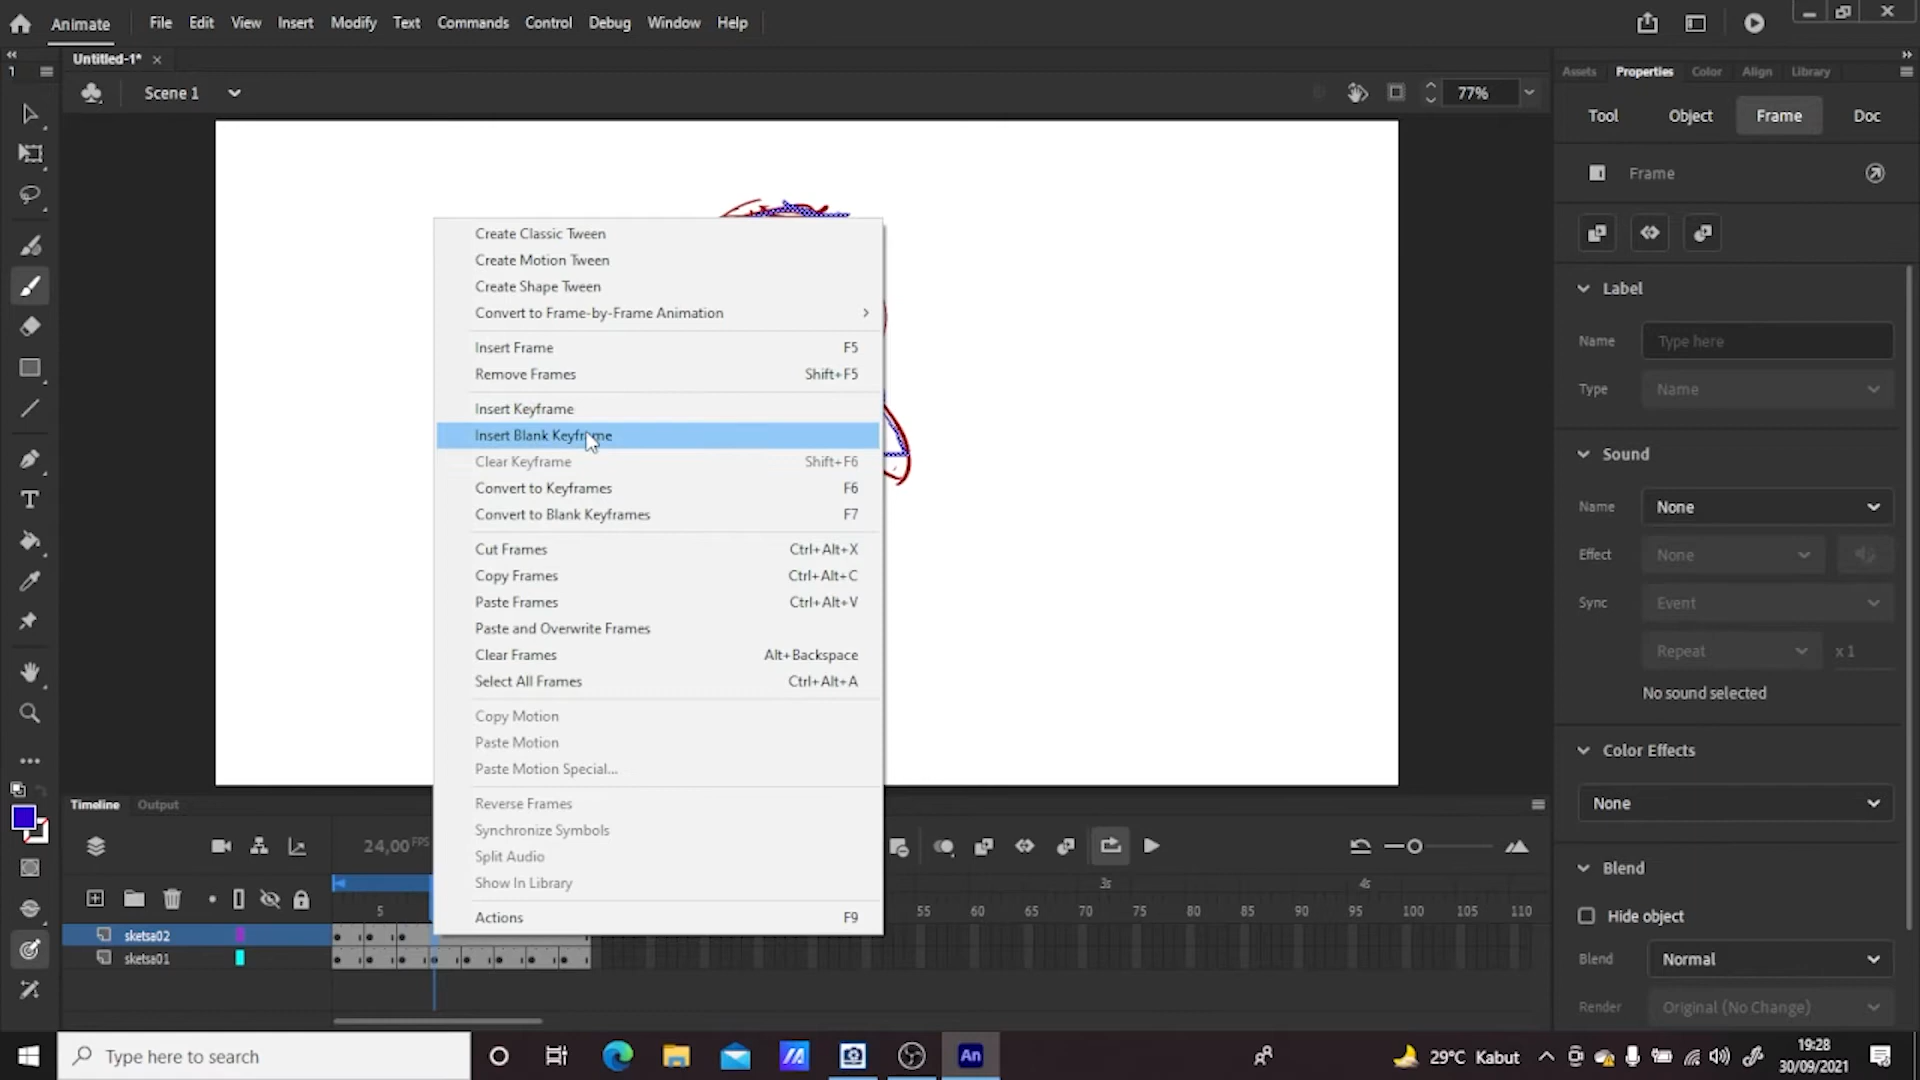 Animate File Edit View Insert Modify Text Commands Control Debug Window Help
1 Untitled-1*
Assets Properties Color Align Library
Scene 1 77%
Tool Object Frame Doc
Frame
Create Classic Tween
Create Motion Tween
Create Shape Tween
Convert to Frame-by-Frame Animation
Insert Frame F5
Remove Frames Shift+F5
Insert Keyframe
Insert Blank Keyframe
Clear Keyframe Shift+F6
Convert to Keyframes F6
Convert to Blank Keyframes F7
Cut Frames Ctrl+Alt+X
Copy Frames Ctrl+Alt+C
Paste Frames Ctrl+Alt+V
Paste and Overwrite Frames
Clear Frames Alt+Backspace
Select All Frames Ctrl+Alt+A
Copy Motion
Paste Motion
Paste Motion Special...
Reverse Frames
Synchronize Symbols
Split Audio
Show In Library
Actions F9
Label
Name Type here
Type Name
Sound
Name None
Effect None
Sync Event
Repeat x 1
No sound selected
Color Effects
None
Blend
Hide object
Blend Normal
Render Original (No Change)
Timeline Output
24,00 FPS
3s 4s
5 55 60 65 70 75 80 85 90 95 100 105 110
sketsa02
sketsa01
Type here to search
An
29°C Kabut
19:28
30/09/2021